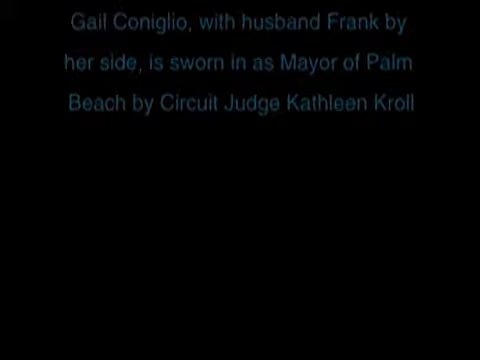 Gail Coniglio, with husband Frank by
her side, is sworn in as Mayor of Palm
Beach by Circuit Judge Kathleen Kroll